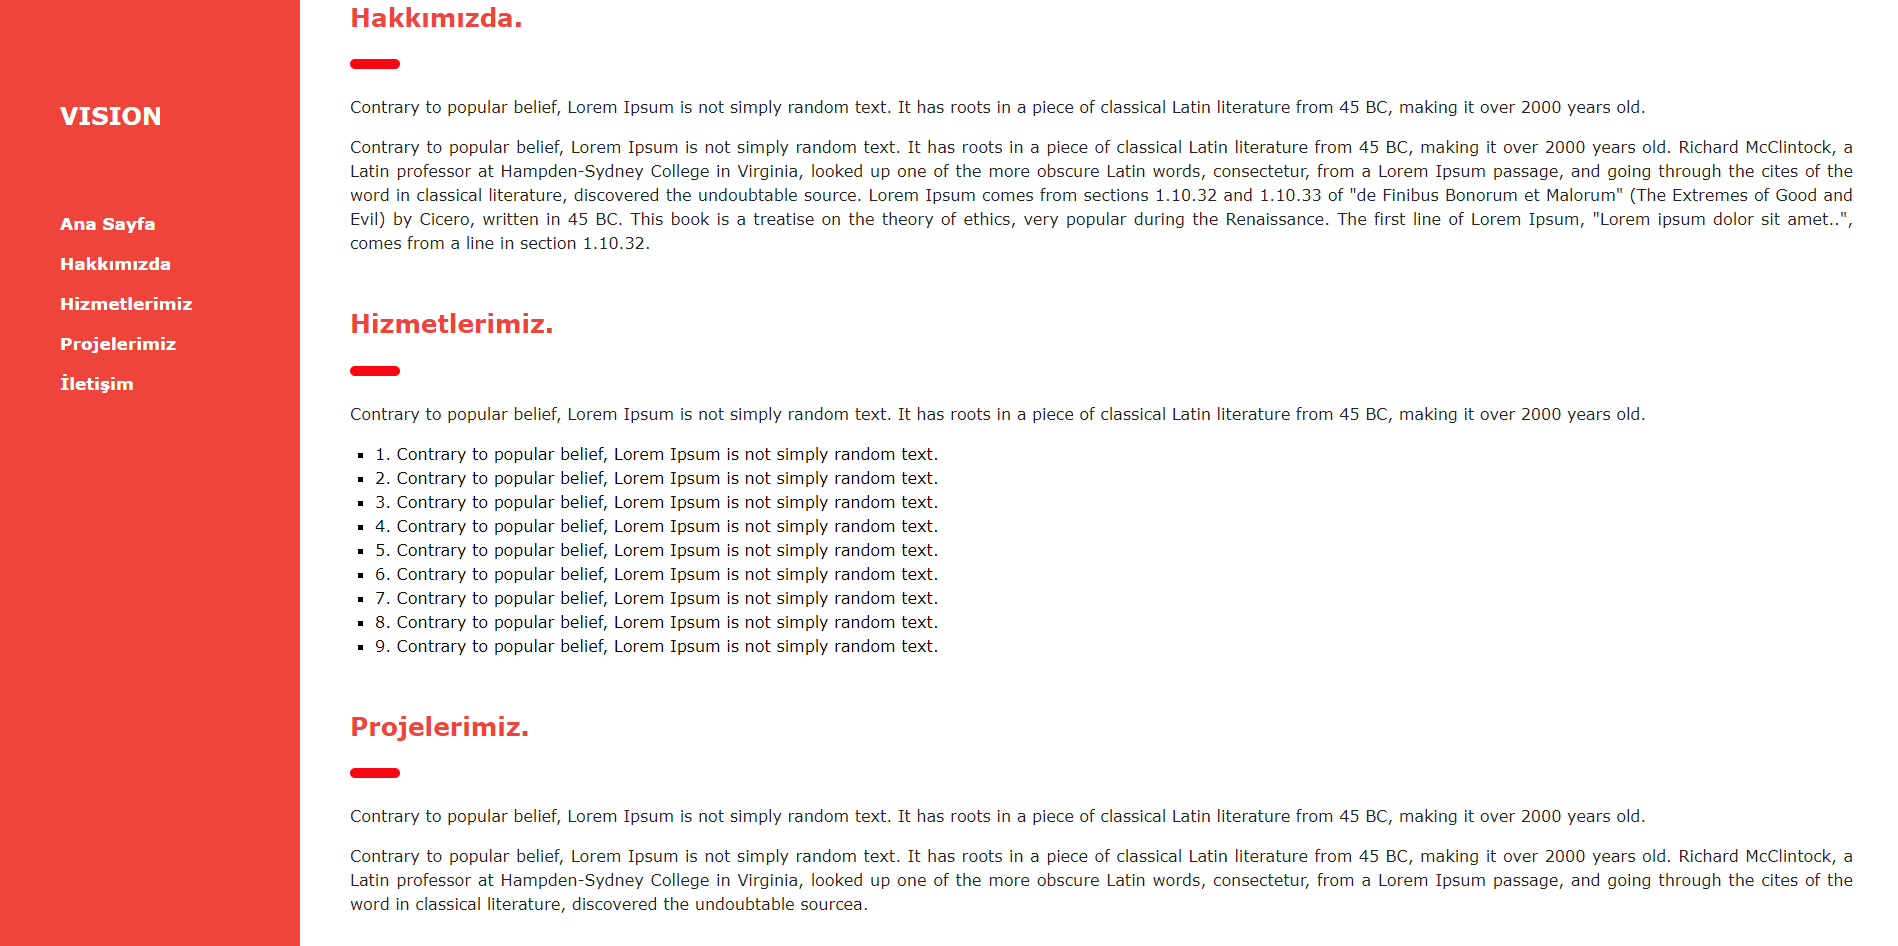 VISION
Ana Sayfa
Hakkımızda
Hizmetlerimiz
Projelerimiz
İletişim
Hakkımızda.
Contrary to popular belief, Lorem Ipsum is not simply random text. It has roots in a piece of classical Latin literature from 45 BC, making it over 2000 years old.
Contrary to popular belief, Lorem Ipsum is not simply random text. It has roots in a piece of classical Latin literature from 45 BC, making it over 2000 years old. Richard McClintock, a
Latin professor at Hampden-Sydney College in Virginia, looked up one of the more obscure Latin words, consectetur, from a Lorem Ipsum passage, and going through the cites of the
word in classical literature, discovered the undoubtable source. Lorem Ipsum comes from sections 1.10.32 and 1.10.33 of "de Finibus Bonorum et Malorum" (The Extremes of Good and
Evil) by Cicero, written in 45 BC. This book is a treatise on the theory of ethics, very popular during the Renaissance. The first line of Lorem Ipsum, "Lorem ipsum dolor sit amet..",
comes from a line in section 1.10.32.
Hizmetlerimiz.
Contrary to popular belief, Lorem Ipsum is not simply random text. It has roots in a piece of classical Latin literature from 45 BC, making it over 2000 years old.
1. Contrary to popular belief, Lorem Ipsum is not simply random text.
2. Contrary to popular belief, Lorem Ipsum is not simply random text.
3. Contrary to popular belief, Lorem Ipsum is not simply random text.
4. Contrary to popular belief, Lorem Ipsum is not simply random text.
5. Contrary to popular belief, Lorem Ipsum is not simply random text.
6. Contrary to popular belief, Lorem Ipsum is not simply random text.
7. Contrary to popular belief, Lorem Ipsum is not simply random text.
8. Contrary to popular belief, Lorem Ipsum is not simply random text.
9. Contrary to popular belief, Lorem Ipsum is not simply random text.
Projelerimiz.
Contrary to popular belief, Lorem Ipsum is not simply random text. It has roots in a piece of classical Latin literature from 45 BC, making it over 2000 years old.
Contrary to popular belief, Lorem Ipsum is not simply random text. It has roots in a piece of classical Latin literature from 45 BC, making it over 2000 years old. Richard McClintock, a
Latin professor at Hampden-Sydney College in Virginia, looked up one of the more obscure Latin words, consectetur, from a Lorem Ipsum passage, and going through the cites of the
word in classical literature, discovered the undoubtable sourcea.